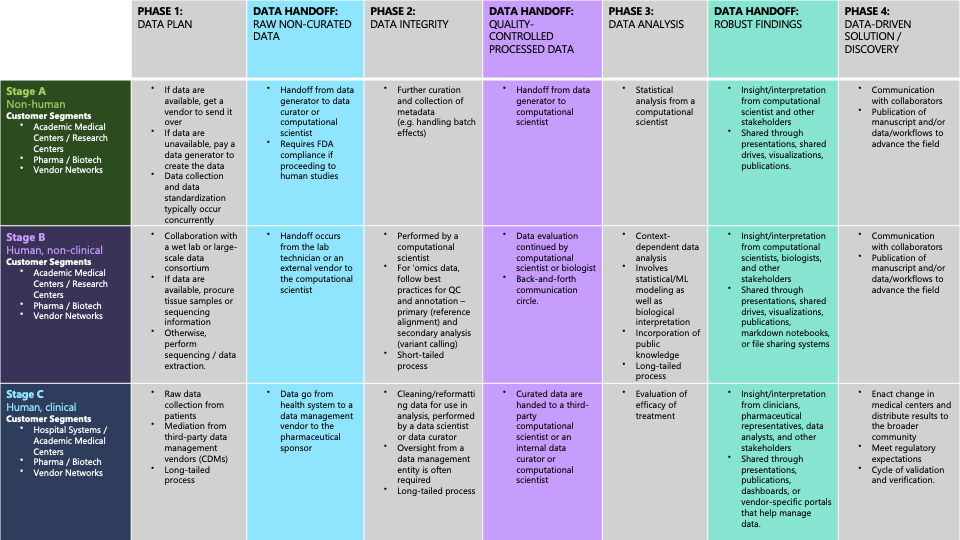 PHASE 1:
DATA PLAN
DATA HANDOFF:
RAW NON-CURATED
DATA
PHASE 2:
DATA INTEGRITY
DATA HANDOFF:
QUALITY-
CONTROLLED
PROCESSED DATA
PHASE 3:
DATA ANALYSIS
DATA HANDOFF:
ROBUST FINDINGS
PHASE 4:
DATA-DRIVEN
SOLUTION /
DISCOVERY
Stage A
Non-human
Customer Segments
• Academic Medical
Centers / Research
Centers
• Pharma / Biotech
• Vendor Networks
• If data are
available, get a
vendor to send it
over
• If data are
unavailable, pay a
data generator to
create the data
• Data collection
and data
standardization
typically occur
concurrently
• Handoff from data
generator to data
curator or
computational
scientist
• Requires FDA
compliance if
proceeding to
human studies
• Further curation
and collection of
metadata
(e.g. handling batch
effects)
• Handoff from data
generator to
computational
scientist
• Statistical
analysis from a
computational
scientist
• Insight/interpretation
from computational
scientist and other
stakeholders
• Shared through
presentations, shared
drives, visualizations,
publications.
• Communication
with collaborators
• Publication of
manuscript and/or
data/workflows to
advance the field
Stage B
Human, non-clinical
Customer Segments
• Academic Medical
Centers / Research
Centers
• Pharma / Biotech
• Vendor Networks
• Collaboration with
a wet lab or large-
scale data
consortium
• If data are
available, procure
tissue samples or
sequencing
information
• Otherwise,
perform
sequencing / data
extraction.
• Handoff occurs
from the lab
technician or an
external vendor to
the computational
scientist
• Performed by a
computational
scientist
• For 'omics data,
follow best
practices for QC
and annotation –
primary (reference
alignment) and
secondary analysis
(variant calling)
• Short-tailed
process
• Data evaluation
continued by
computational
scientist or biologist
• Back-and-forth
communication
circle.
• Context-
dependent data
analysis
• Involves
statistical/ML
modeling as
well as
biological
interpretation
• Incorporation of
public
knowledge
• Long-tailed
process
• Insight/interpretation
from computational
scientists, biologists,
and other
stakeholders
• Shared through
presentations, shared
drives, visualizations,
publications,
markdown notebooks,
or file sharing systems
• Communication
with collaborators
• Publication of
manuscript and/or
data/workflows to
advance the field
Stage C
Human, clinical
Customer Segments
• Hospital Systems /
Academic Medical
Centers
• Pharma / Biotech
• Vendor Networks
• Raw data
collection from
patients
• Mediation from
third-party data
management
vendors (CDMs)
• Long-tailed
process
• Data go from
health system to a
data management
vendor to the
pharmaceutical
sponsor
• Cleaning/reformatti
ng data for use in
analysis, performed
by a data scientist
or data curator
• Oversight from a
data management
entity is often
required
• Long-tailed process
• Curated data are
handed to a third-
party
computational
scientist or an
internal data
curator or
computational
scientist
• Evaluation of
efficacy of
treatment
• Insight/interpretation
from clinicians,
pharmaceutical
representatives, data
analysts, and other
stakeholders
• Shared through
presentations,
publications,
dashboards, or
vendor-specific portals
that help manage
data.
• Enact change in
medical centers and
distribute results to
the broader
community
• Meet regulatory
expectations
• Cycle of validation
and verification.